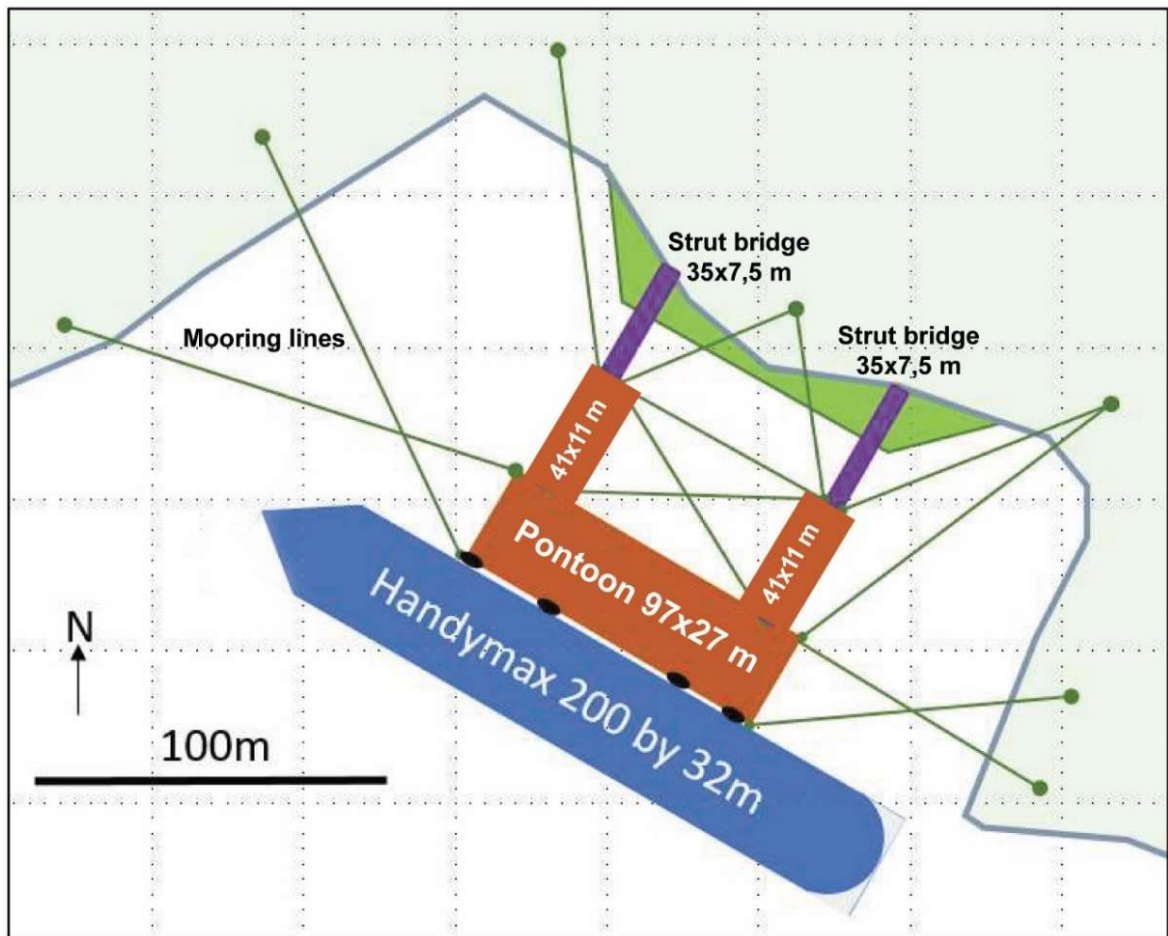 Strut bridge
35x7,5 m
Mooring lines
Strut bridge
35x7,5 m
41x11 m
41x11 m
Pontoon 97x27 m
Handymax 200 by 32m
N
100m